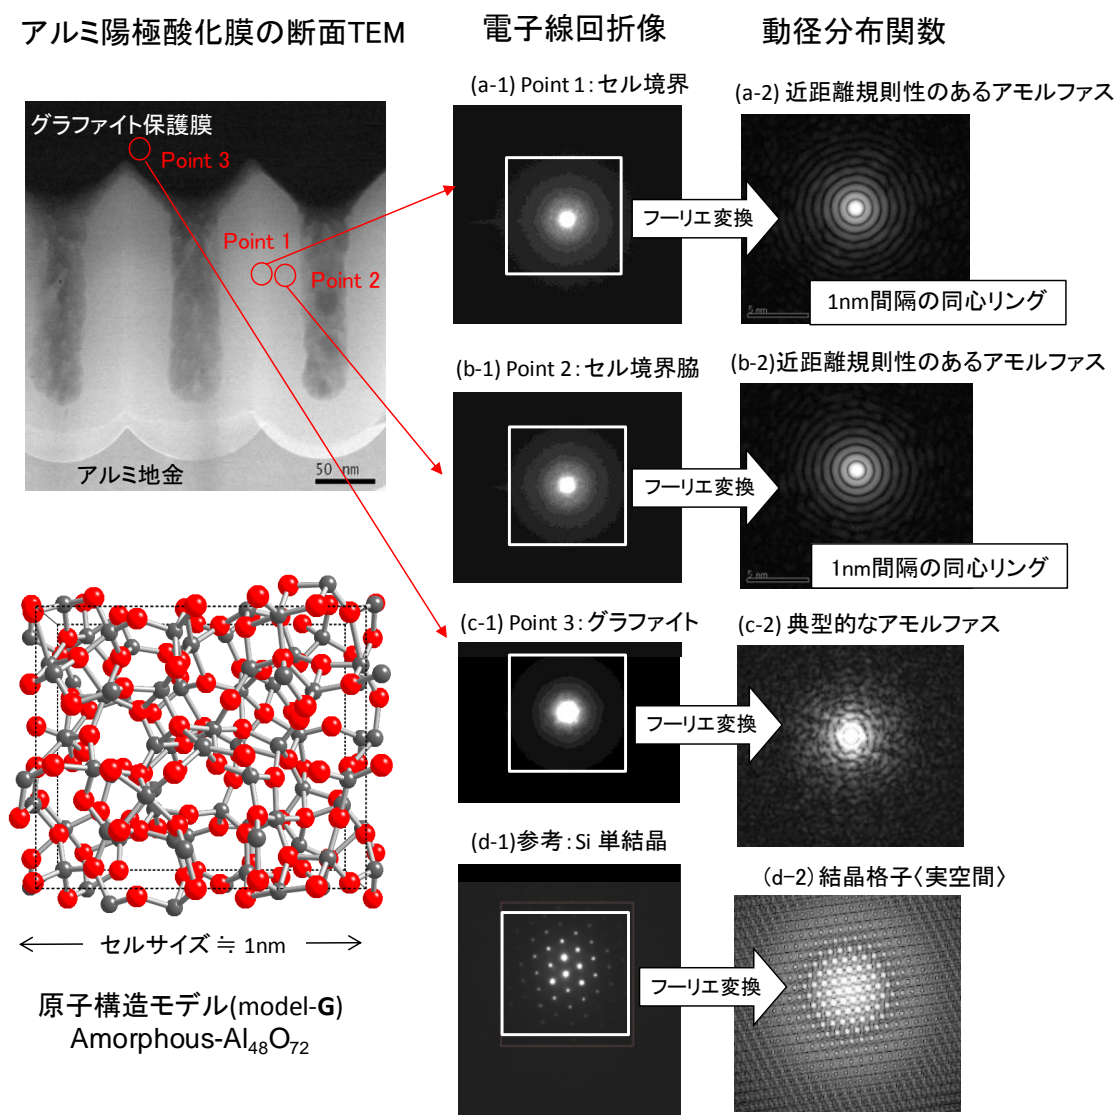 アルミ陽極酸化膜の断面TEM
電子線回折像
動径分布関数
グラファイト保護膜
Point 3
Point 1
Point 2
アルミ地金
50 nm
(a-1) Point 1：セル境界
フーリエ変換
(a-2) 近距離規則性のあるアモルファス
5 nm
1nm間隔の同心リング
(b-1) Point 2：セル境界脇
フーリエ変換
(b-2)近距離規則性のあるアモルファス
5 nm
1nm間隔の同心リング
(c-1) Point 3：グラファイト
フーリエ変換
(c-2) 典型的なアモルファス
(d-1)参考：Si 単結晶
フーリエ変換
(d-2) 結晶格子〈実空間〉
セルサイズ ≒ 1nm
原子構造モデル(model-G)
Amorphous-Al₄₈O₇₂